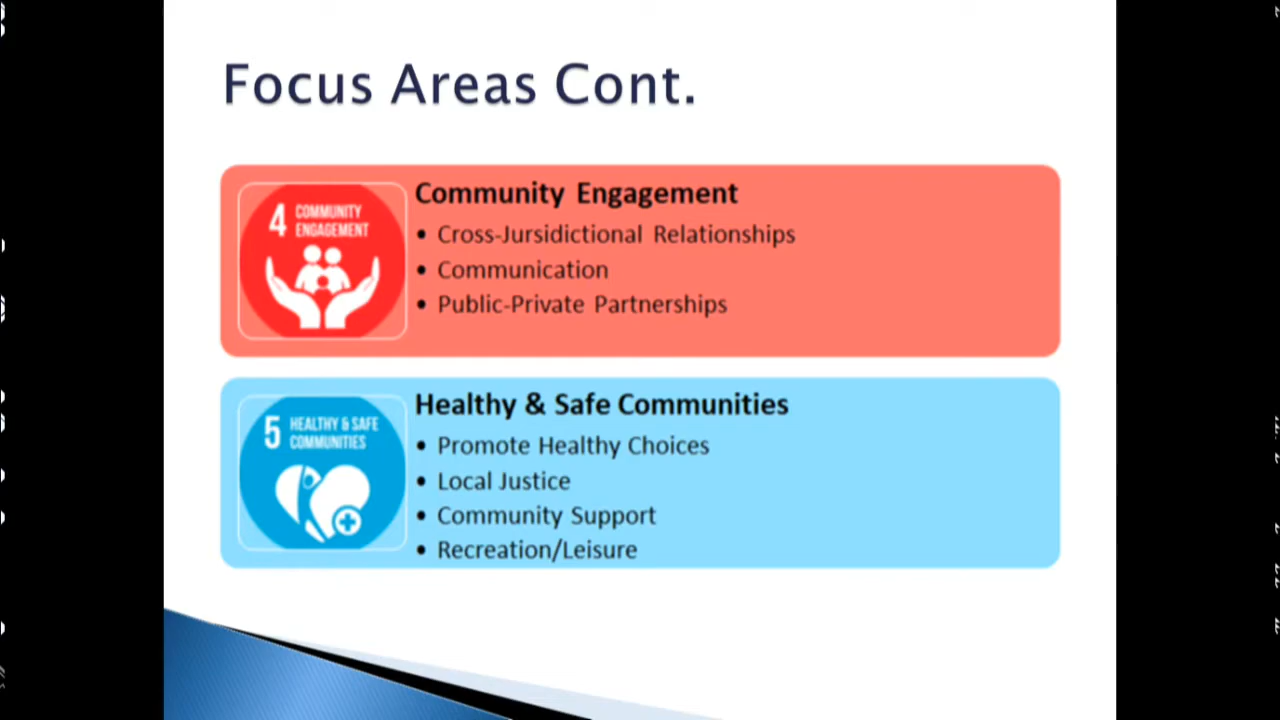 Focus Areas Cont.
4 COMMUNITY
ENGAGEMENT
Community Engagement
• Cross-Jursidictional Relationships
• Communication
• Public-Private Partnerships
5 HEALTHY & SAFE
COMMUNITIES
Healthy & Safe Communities
• Promote Healthy Choices
• Local Justice
• Community Support
• Recreation/Leisure